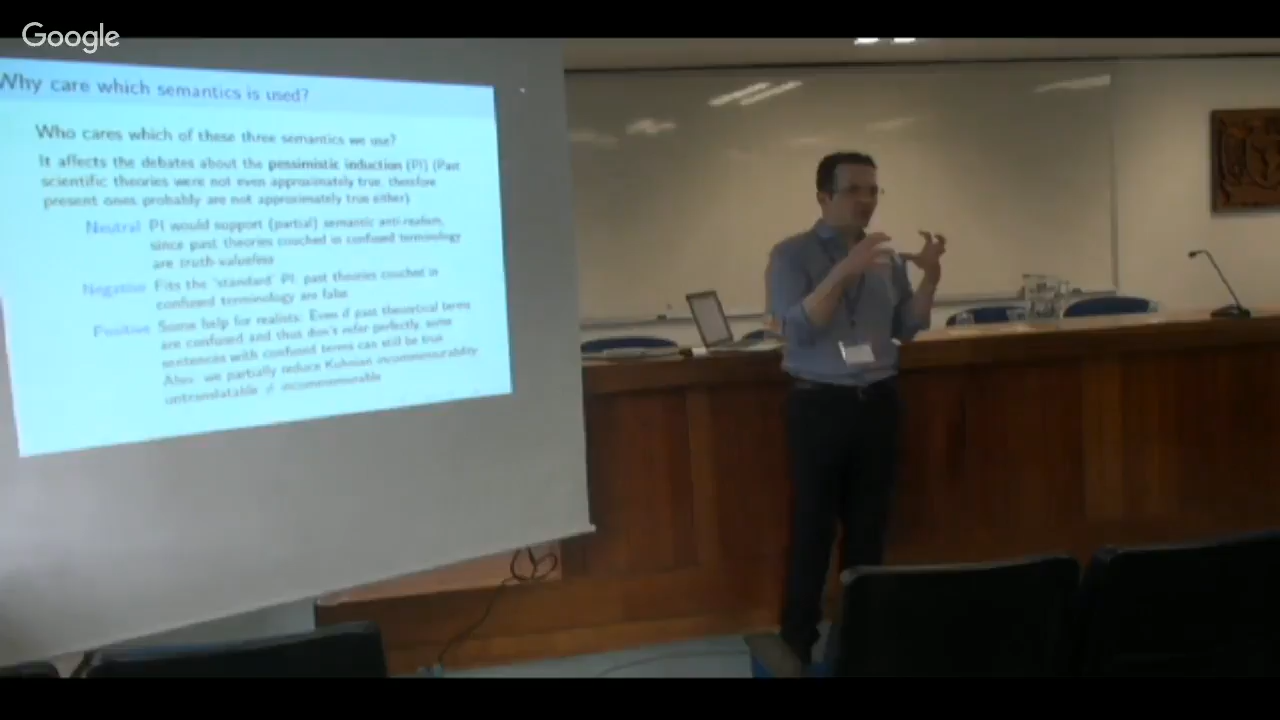 Google
Why care which semantics is used?
Who cares which of these three semantics we use?
It affects the debates about the pessimistic induction (PI) (Past
scientific theories were not even approximately true, therefore
present ones probably are not approximately true either)
Neutral PI would support (partial) semantic anti-realism,
since past theories couched in confused terminology
are truth-valueless
Negative Fits the 'standard' PI: past theories couched in
confused terminology are false
Positive Some help for realists: Even if past theoretical terms
are confused and thus don't refer perfectly, some
sentences with confused terms can still be true
Also: we partially reduce Kuhnian incommensurability
untranslatable ≠ incommensurable